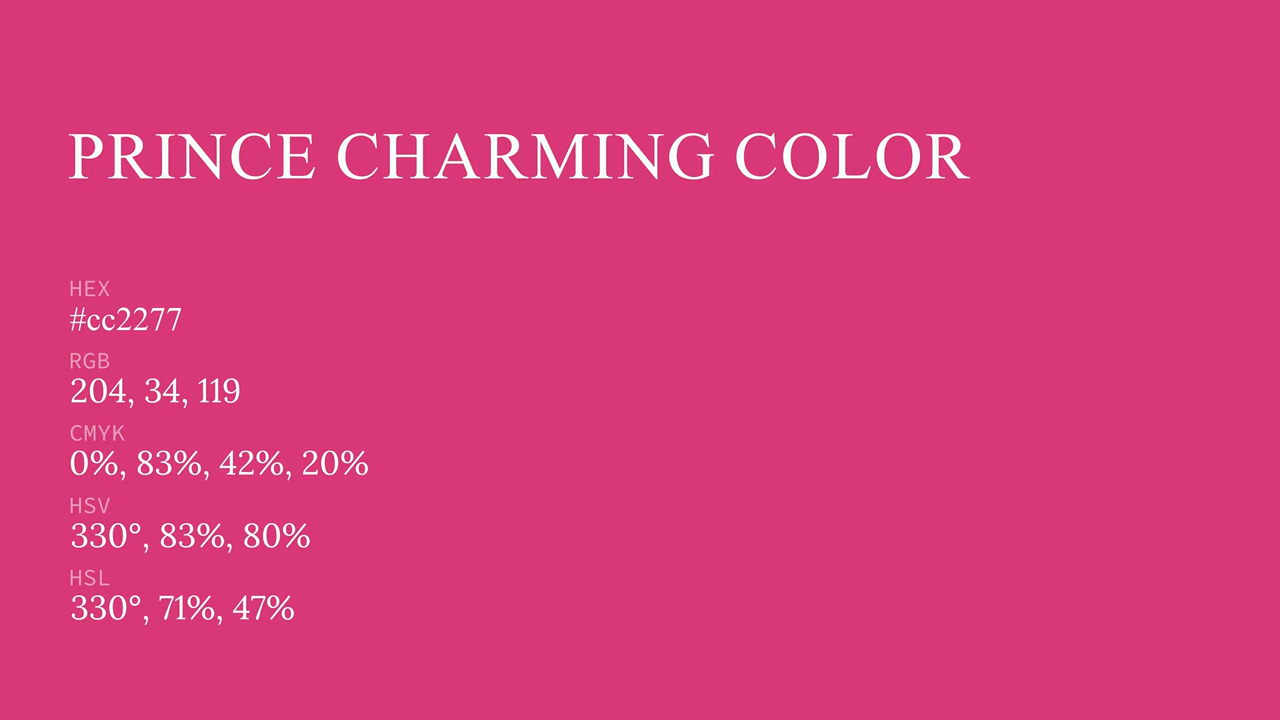 PRINCE CHARMING COLOR
HEX
#cc2277
RGB
204, 34, 119
CMYK
0%, 83%, 42%, 20%
HSV
330°, 83%, 80%
HSL
330°, 71%, 47%